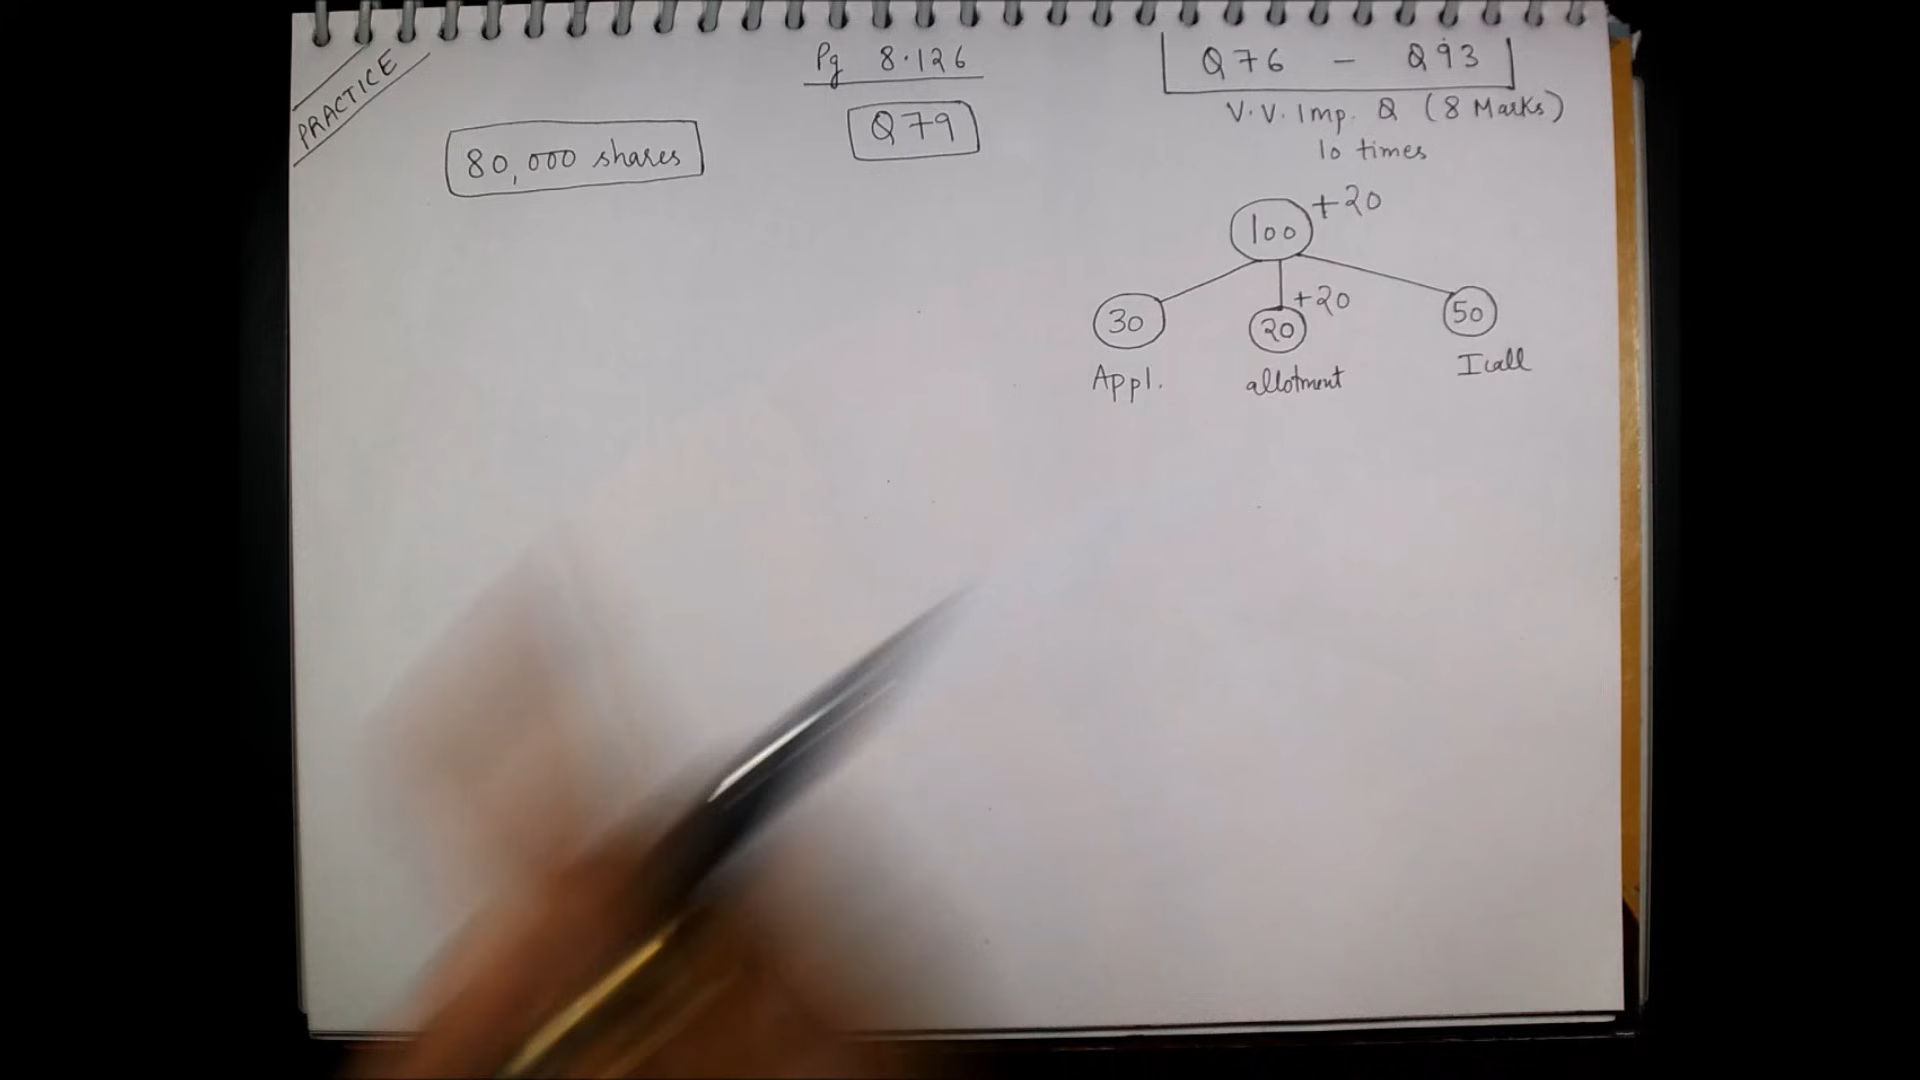 PRACTICE
Pg 8.126
Q79
80,000 shares
Q76 - Q93
V.V. Imp. Q (8 Marks)
10 times
100 +20
30 20 +20 50
Appl. allotment I call